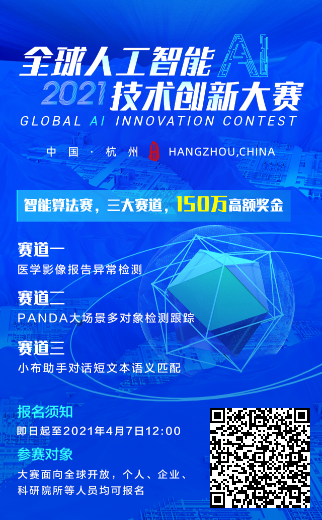 全球人工智能AI
2021技术创新大赛
GLOBAL AI INNOVATION CONTEST
中国·杭州 HANGZHOU,CHINA
智能算法赛，三大赛道，150万高额奖金
赛道一
医学影像报告异常检测
赛道二
PANDA大场景多对象检测跟踪
赛道三
小布助手对话短文本语义匹配
报名须知
即日起至2021年4月7日12:00
参赛对象
大赛面向全球开放，个人、企业、
科研院所等人员均可报名